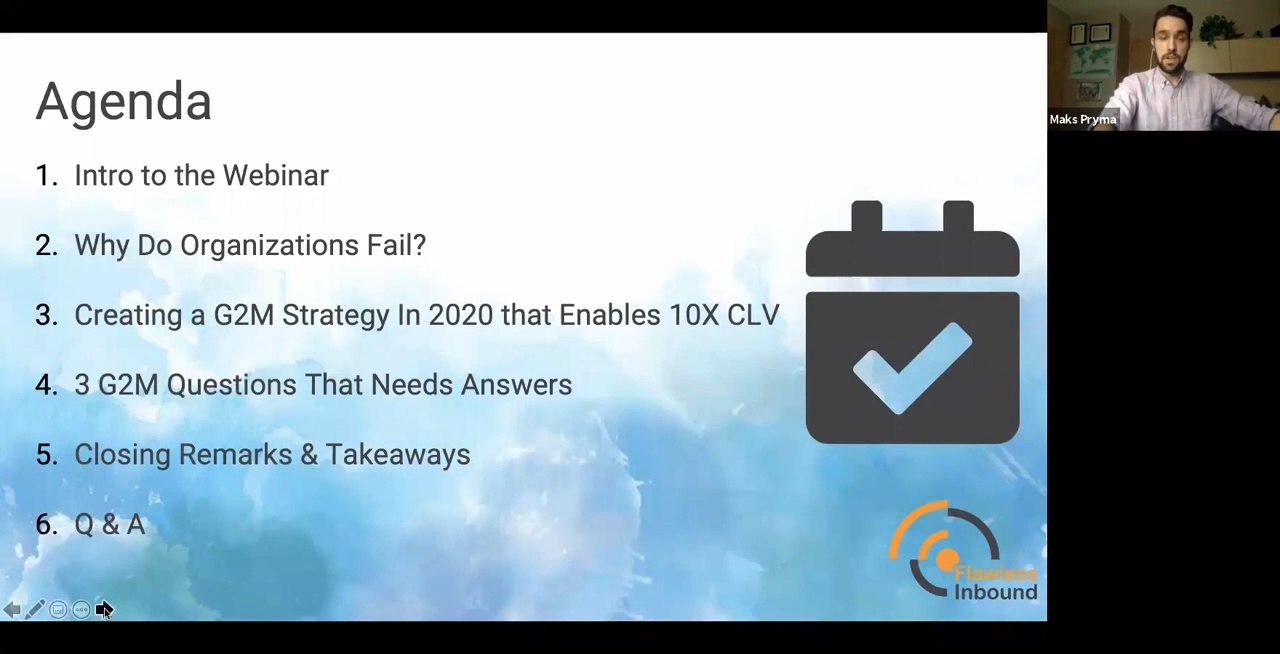 Agenda
1. Intro to the Webinar
2. Why Do Organizations Fail?
3. Creating a G2M Strategy In 2020 that Enables 10X CLV
4. 3 G2M Questions That Needs Answers
5. Closing Remarks & Takeaways
6. Q & A
Flawless
Inbound
Maks Pryma